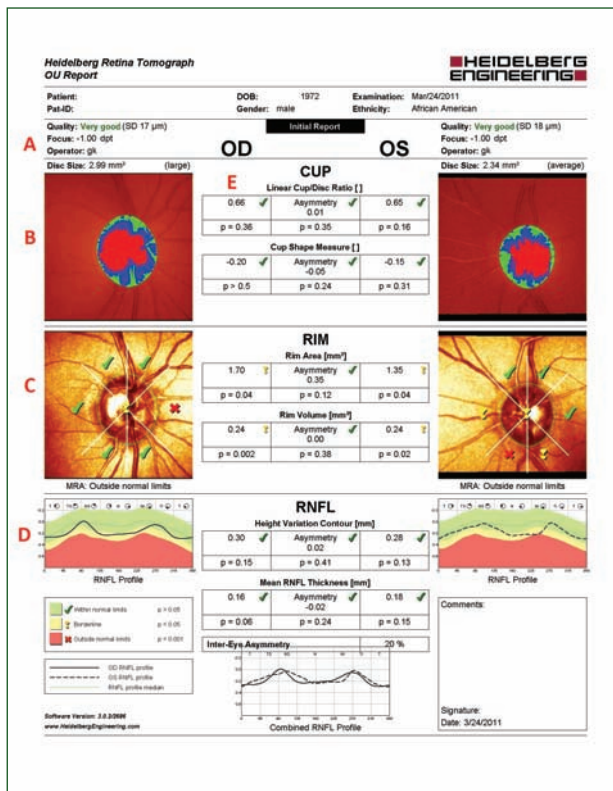 Heidelberg Retina Tomograph
OU Report
HEIDELBERG
ENGINEERING
Patient: DOB: 1972 Examination: Mar/24/2011
Pat-ID: Gender: male Ethnicity: African American
Initial Report
A
Quality: Very good (SD 17 µm)
Focus: -1.00 dpt
Operator: gk
OD OS
Quality: Very good (SD 18 µm)
Focus: -1.00 dpt
Operator: gk
Disc Size: 2.99 mm² (large)
Disc Size: 2.34 mm² (average)
B
E
CUP
Linear Cup/Disc Ratio [ ]
0.66 Asymmetry 0.65
0.01
p = 0.36 p = 0.35 p = 0.16
Cup Shape Measure [ ]
-0.20 Asymmetry -0.15
-0.05
p > 0.5 p = 0.24 p = 0.31
C
RIM
Rim Area [mm²]
1.70 ? Asymmetry 1.35 ?
0.35
p = 0.04 p = 0.12 p = 0.04
Rim Volume [mm³]
0.24 ? Asymmetry 0.24 ?
0.00
p = 0.002 p = 0.38 p = 0.02
MRA: Outside normal limits
MRA: Outside normal limits
D
RNFL
Height Variation Contour [mm]
0.30 Asymmetry 0.28
0.02
p = 0.15 p = 0.41 p = 0.13
RNFL Profile
RNFL Profile
Mean RNFL Thickness [mm]
0.16 Asymmetry 0.18
-0.02
p = 0.06 p = 0.24 p = 0.15
Inter-Eye Asymmetry 20 %
Within normal limits p > 0.05
Borderline p < 0.05
Outside normal limits p < 0.001
OD RNFL profile
OS RNFL profile
RNFL profile median
Combined RNFL Profile
Comments:
Signature:
Date: 3/24/2011
www.HeidelbergEngineering.com